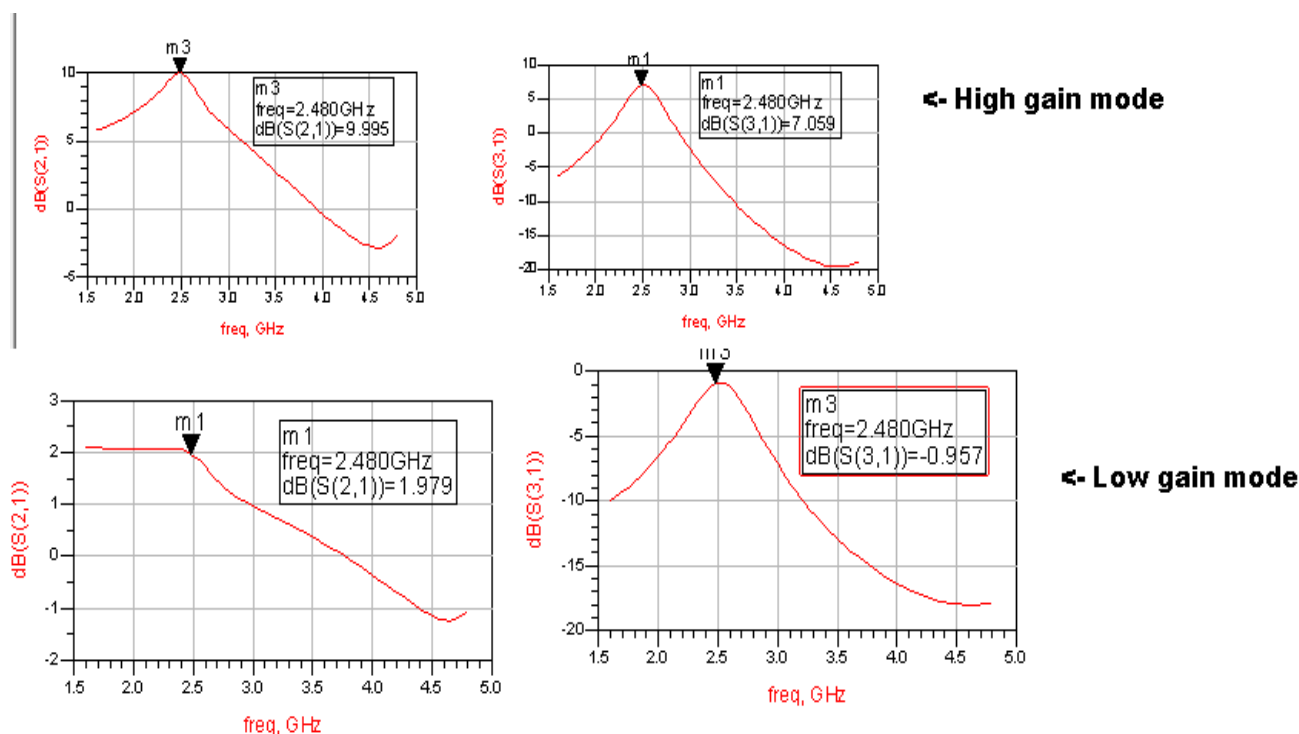 m3
m3
freq=2.480GHz
dB(S(2,1))=9.995
10
5
0
-5
dB(S(2,1))
1.5 2.0 2.5 3.0 3.5 4.0 4.5 5.0
freq, GHz
m1
m1
freq=2.480GHz
dB(S(3,1))=7.059
10
5
0
-5
-10
-15
-20
dB(S(3,1))
1.5 2.0 2.5 3.0 3.5 4.0 4.5 5.0
freq, GHz
<- High gain mode
m1
m1
freq=2.480GHz
dB(S(2,1))=1.979
3
2
1
0
-1
-2
dB(S(2,1))
1.5 2.0 2.5 3.0 3.5 4.0 4.5 5.0
freq, GHz
m3
m3
freq=2.480GHz
dB(S(3,1))=-0.957
0
-5
-10
-15
-20
dB(S(3,1))
1.5 2.0 2.5 3.0 3.5 4.0 4.5 5.0
freq, GHz
<- Low gain mode